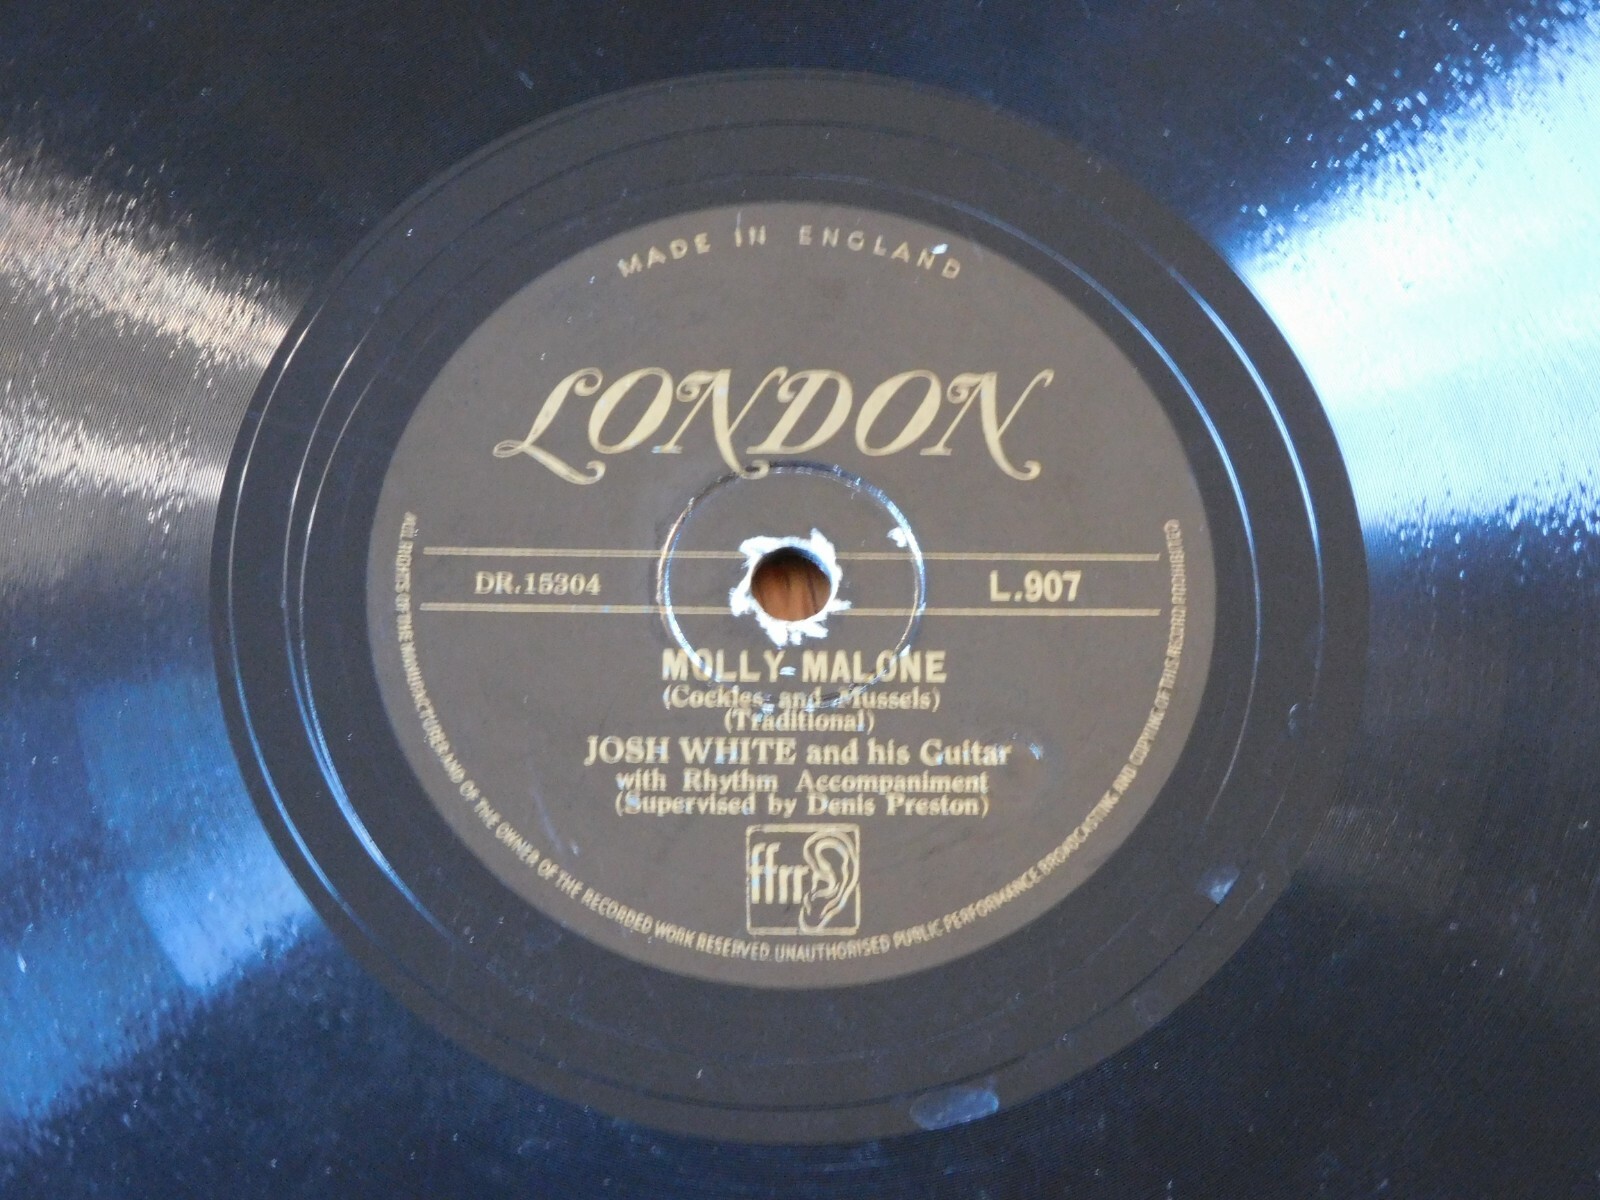 MADE IN ENGLAND
LONDON
DR.15304 L.907
MOLLY MALONE
(Cockles and Mussels)
(Traditional)
JOSH WHITE and his Guitar
with Rhythm Accompaniment
(Supervised by Denis Preston)
ffrr
ALL RIGHTS OF THE MANUFACTURER AND OF THE OWNER OF THE RECORDED WORK RESERVED UNAUTHORISED PUBLIC PERFORMANCE BROADCASTING AND COPYING OF THIS RECORD PROHIBITED